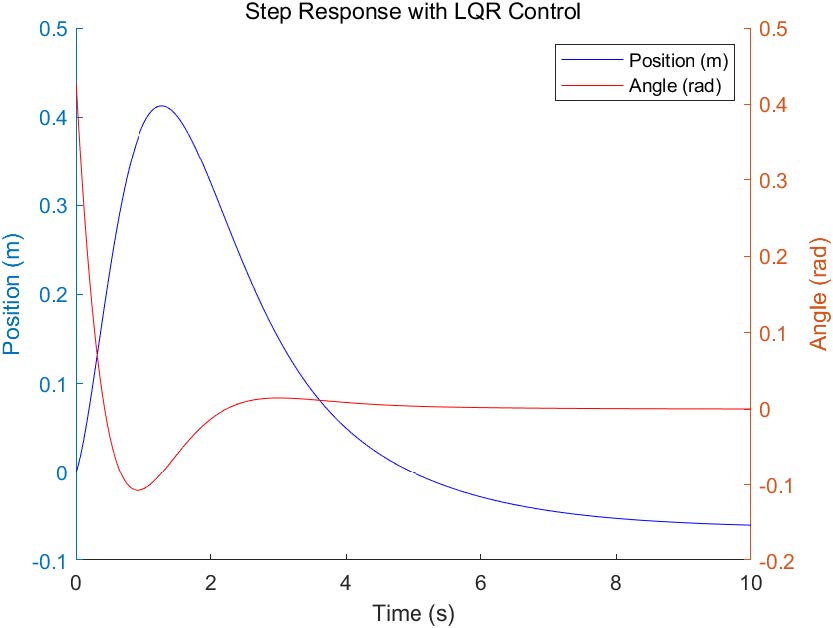 Step Response with LQR Control
Position (m)
Angle (rad)
0.5
0.4
0.3
0.2
0.1
0
-0.1
Position (m)
0.5
0.4
0.3
0.2
0.1
0
-0.1
-0.2
Angle (rad)
0 2 4 6 8 10
Time (s)